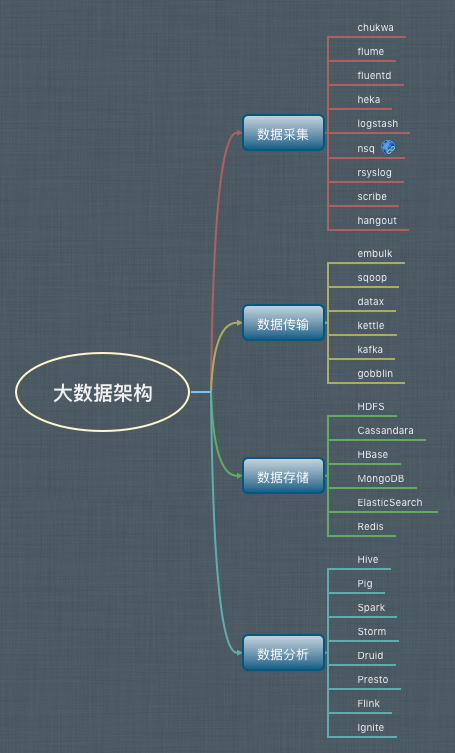 大数据架构
数据采集
chukwa
flume
fluentd
heka
logstash
nsq
rsyslog
scribe
hangout
数据传输
embulk
sqoop
datax
kettle
kafka
gobblin
数据存储
HDFS
Cassandara
HBase
MongoDB
ElasticSearch
Redis
数据分析
Hive
Pig
Spark
Storm
Druid
Presto
Flink
Ignite